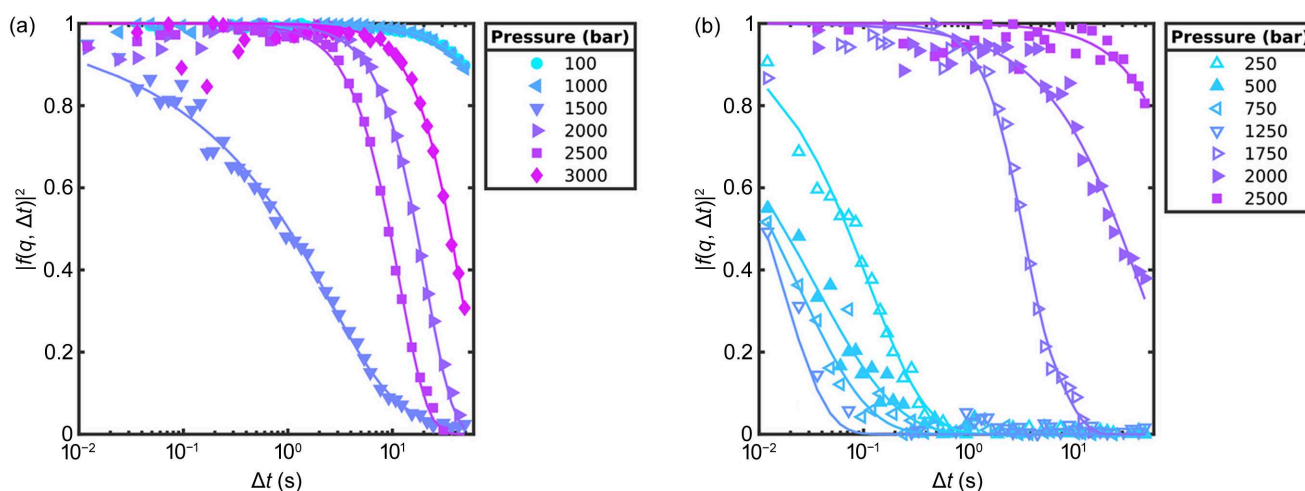 (a)
|f(q, Δt)|²
1
0.8
0.6
0.4
0.2
0
10⁻² 10⁻¹ 10⁰ 10¹
Δt (s)
Pressure (bar)
100
1000
1500
2000
2500
3000
(b)
|f(q, Δt)|²
1
0.8
0.6
0.4
0.2
0
10⁻² 10⁻¹ 10⁰ 10¹
Δt (s)
Pressure (bar)
250
500
750
1250
1750
2000
2500